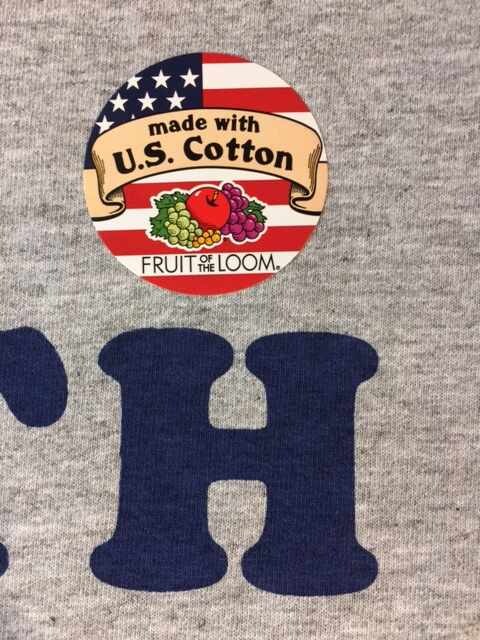 made with
U.S. Cotton
FRUIT OF THE LOOM®
H